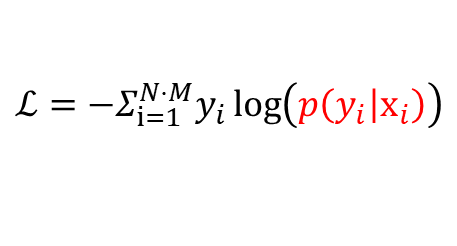 ℒ = −Σ_{i=1}^{N·M} y_i log(p(y_i|x_i))